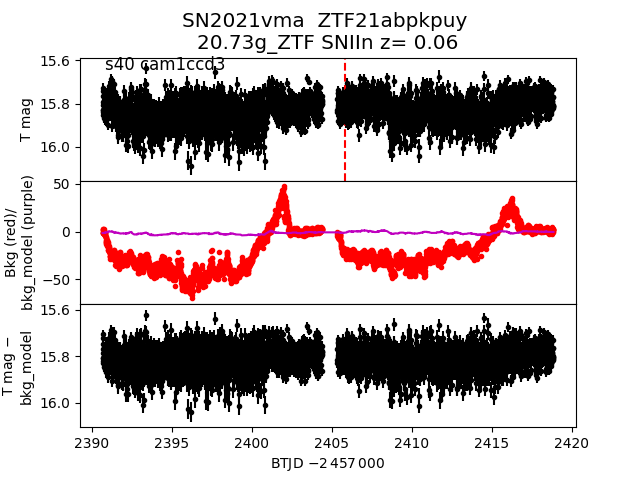 SN2021vma ZTF21abpkpuy
20.73g_ZTF SNIIn z= 0.06
s40 cam1ccd3
15.6
15.8
16.0
T mag
50
0
−50
Bkg (red)/
bkg_model (purple)
15.6
15.8
16.0
T mag −
bkg_model
2390 2395 2400 2405 2410 2415 2420
BTJD −2 457 000